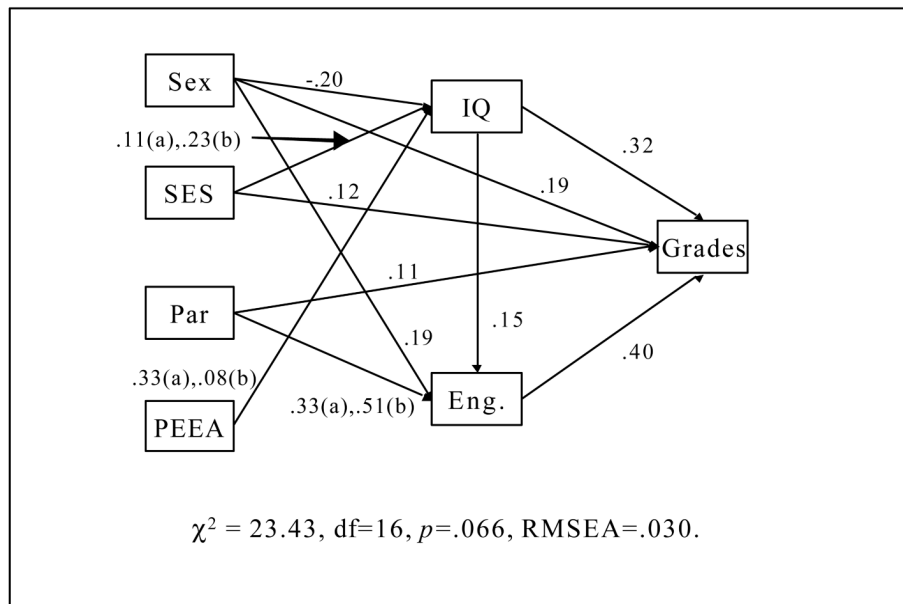 Sex
-.20
IQ
.11(a),.23(b)
.32
SES
.12
.19
Grades
Par
.11
.15
.19
.40
.33(a),.08(b)
.33(a),.51(b)
Eng.
PEEA
χ² = 23.43, df=16, p=.066, RMSEA=.030.